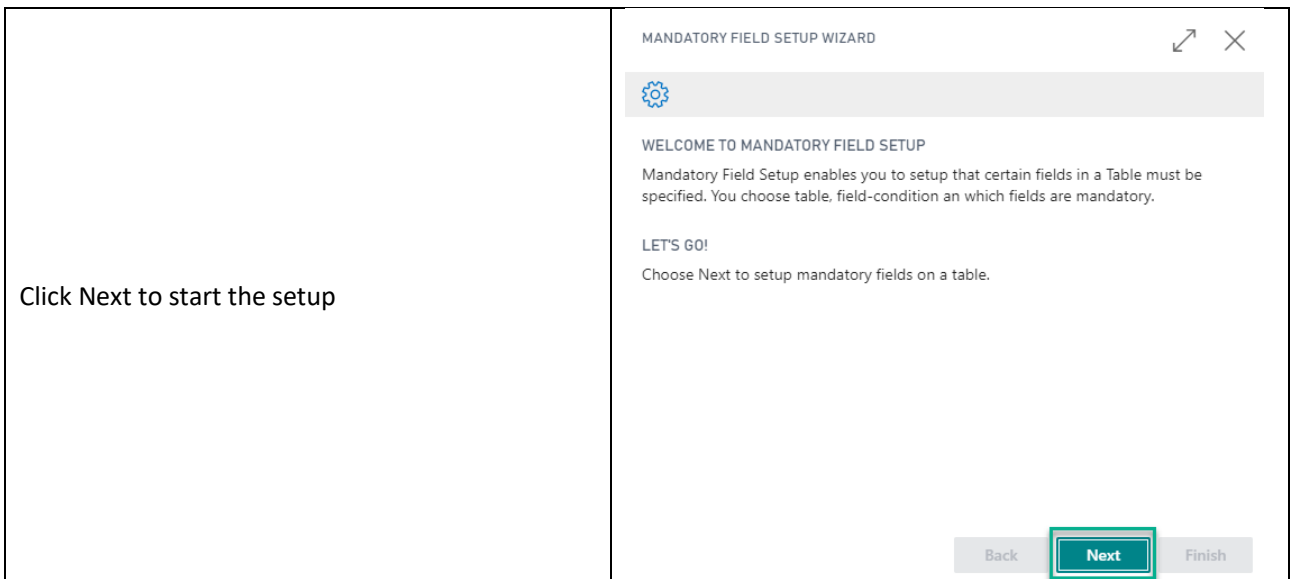 Click Next to start the setup
MANDATORY FIELD SETUP WIZARD
WELCOME TO MANDATORY FIELD SETUP
Mandatory Field Setup enables you to setup that certain fields in a Table must be
specified. You choose table, field-condition an which fields are mandatory.
LET'S GO!
Choose Next to setup mandatory fields on a table.
Back
Next
Finish